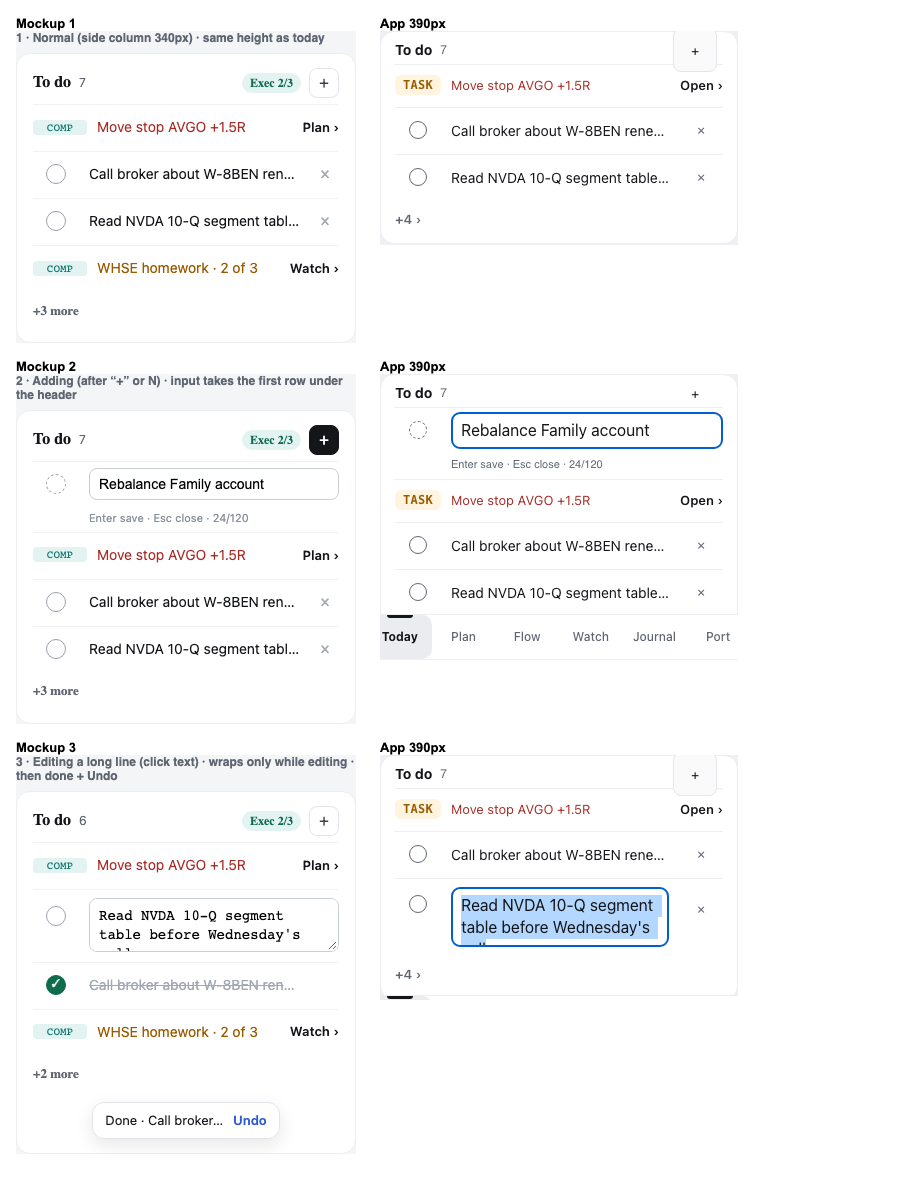 Mockup 1
1 · Normal (side column 340px) · same height as today
To do 7 Exec 2/3 +
COMP Move stop AVGO +1.5R Plan ›
Call broker about W-8BEN ren... ×
Read NVDA 10-Q segment tabl... ×
COMP WHSE homework · 2 of 3 Watch ›
+3 more
App 390px
To do 7 +
TASK Move stop AVGO +1.5R Open ›
Call broker about W-8BEN rene... ×
Read NVDA 10-Q segment table... ×
+4 ›
Mockup 2
2 · Adding (after “+” or N) · input takes the first row under
the header
To do 7 Exec 2/3 +
Rebalance Family account
Enter save · Esc close · 24/120
COMP Move stop AVGO +1.5R Plan ›
Call broker about W-8BEN ren... ×
Read NVDA 10-Q segment tabl... ×
+3 more
App 390px
To do 7 +
Rebalance Family account
Enter save · Esc close · 24/120
TASK Move stop AVGO +1.5R Open ›
Call broker about W-8BEN rene... ×
Read NVDA 10-Q segment table... ×
Today Plan Flow Watch Journal Port
Mockup 3
3 · Editing a long line (click text) · wraps only while editing ·
then done + Undo
To do 6 Exec 2/3 +
COMP Move stop AVGO +1.5R Plan ›
Read NVDA 10-Q segment
table before Wednesday's
✓ Call broker about W-8BEN ren...
COMP WHSE homework · 2 of 3 Watch ›
+2 more
Done · Call broker... Undo
App 390px
To do 7 +
TASK Move stop AVGO +1.5R Open ›
Call broker about W-8BEN rene... ×
Read NVDA 10-Q segment
table before Wednesday's ×
+4 ›